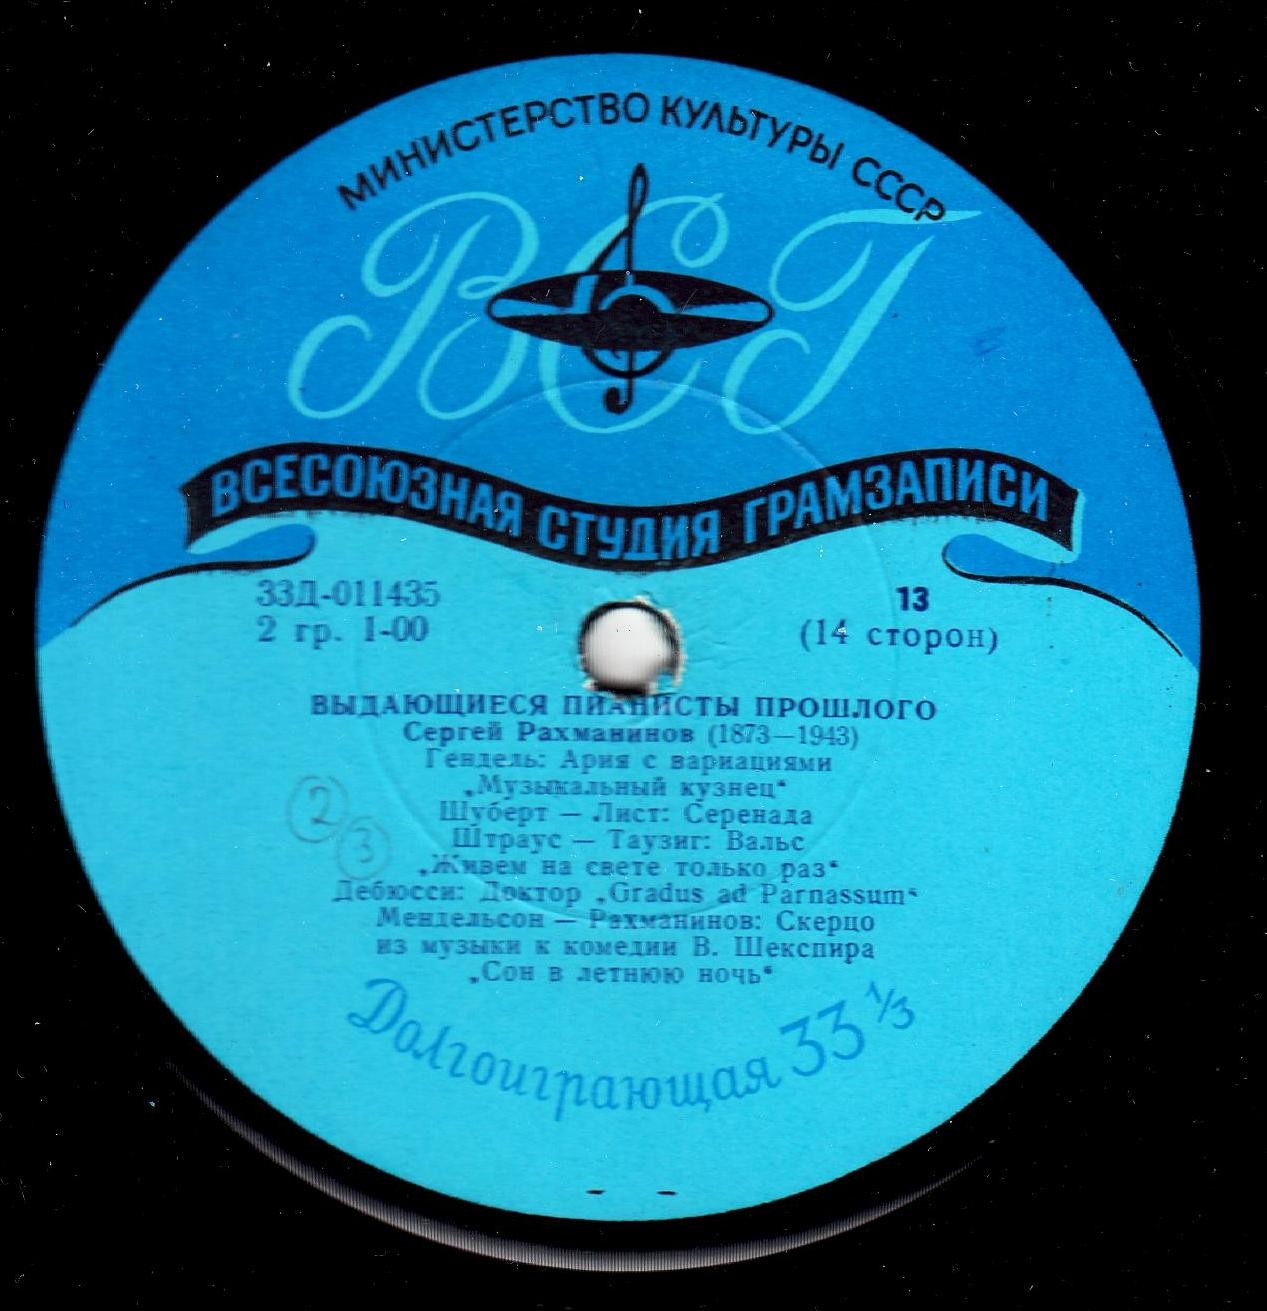 МИНИСТЕРСТВО КУЛЬТУРЫ СССР
ВСГ
ВСЕСОЮЗНАЯ СТУДИЯ ГРАМЗАПИСИ
33Д-011435
13
2 гр. 1-00
(14 сторон)
ВЫДАЮЩИЕСЯ ПИАНИСТЫ ПРОШЛОГО
Сергей Рахманинов (1873—1943)
Гендель: Ария с вариациями
„Музыкальный кузнец“
Шуберт — Лист: Серенада
Штраус — Таузиг: Вальс
„Живем на свете только раз“
Дебюсси: Доктор „Gradus ad Parnassum“
Мендельсон — Рахманинов: Скерцо
из музыки к комедии В. Шекспира
„Сон в летнюю ночь“
2
3
Долгоиграющая 33 1/3